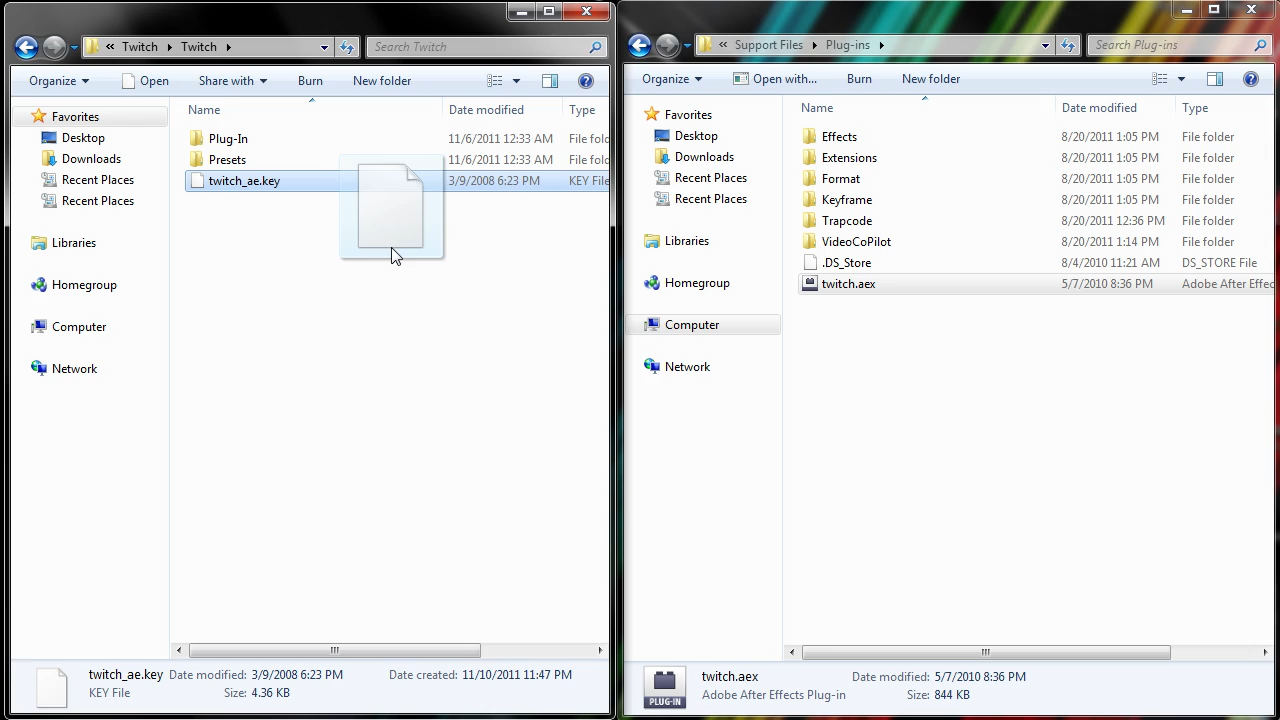 « Twitch Twitch
Search Twitch
Organize Open Share with Burn New folder
Name Date modified Type
Favorites
Desktop
Downloads
Recent Places
Recent Places
Libraries
Homegroup
Computer
Network
Plug-In 11/6/2011 12:33 AM File fold
Presets 11/6/2011 12:33 AM File fold
twitch_ae.key 3/9/2008 6:23 PM KEY File
twitch_ae.key Date modified: 3/9/2008 6:23 PM Date created: 11/10/2011 11:47 PM
KEY File Size: 4.36 KB
« Support Files Plug-ins
Search Plug-ins
Organize Open with... Burn New folder
Name Date modified Type
Favorites
Desktop
Downloads
Recent Places
Recent Places
Libraries
Homegroup
Computer
Network
Effects 8/20/2011 1:05 PM File folder
Extensions 8/20/2011 1:05 PM File folder
Format 8/20/2011 1:05 PM File folder
Keyframe 8/20/2011 1:05 PM File folder
Trapcode 8/20/2011 12:36 PM File folder
VideoCoPilot 8/20/2011 1:14 PM File folder
.DS_Store 8/4/2010 11:21 AM DS_STORE File
twitch.aex 5/7/2010 8:36 PM Adobe After Effec
PLUG-IN
twitch.aex Date modified: 5/7/2010 8:36 PM
Adobe After Effects Plug-in Size: 844 KB